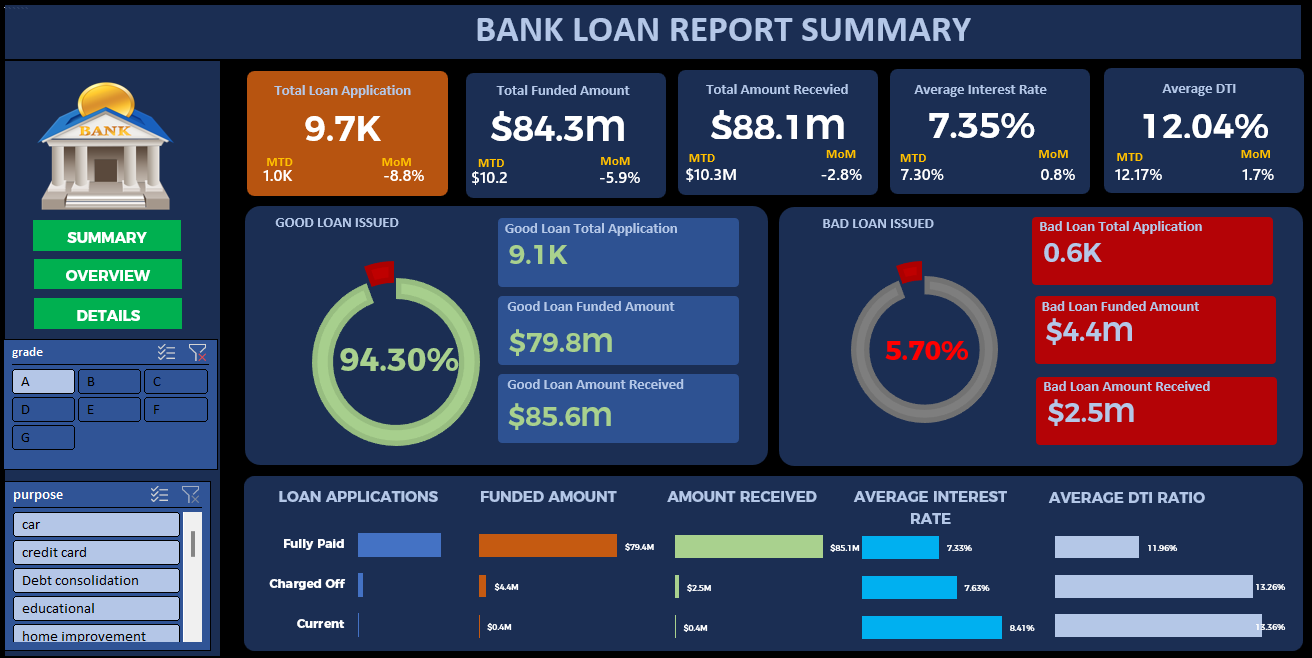 BANK LOAN REPORT SUMMARY
BANK
SUMMARY
OVERVIEW
DETAILS
grade
A B C
D E F
G
purpose
car
credit card
Debt consolidation
educational
home improvement
Total Loan Application
9.7K
MTD MoM
1.0K -8.8%
Total Funded Amount
$84.3m
MTD MoM
$10.2 -5.9%
Total Amount Recevied
$88.1m
MTD MoM
$10.3M -2.8%
Average Interest Rate
7.35%
MTD MoM
7.30% 0.8%
Average DTI
12.04%
MTD MoM
12.17% 1.7%
GOOD LOAN ISSUED
94.30%
Good Loan Total Application
9.1K
Good Loan Funded Amount
$79.8m
Good Loan Amount Received
$85.6m
BAD LOAN ISSUED
5.70%
Bad Loan Total Application
0.6K
Bad Loan Funded Amount
$4.4m
Bad Loan Amount Received
$2.5m
LOAN APPLICATIONS FUNDED AMOUNT AMOUNT RECEIVED AVERAGE INTEREST RATE AVERAGE DTI RATIO
Fully Paid $79.4M $85.1M 7.33% 11.96%
Charged Off $4.4M $2.5M 7.63% 13.26%
Current $0.4M $0.4M 8.41% 13.36%